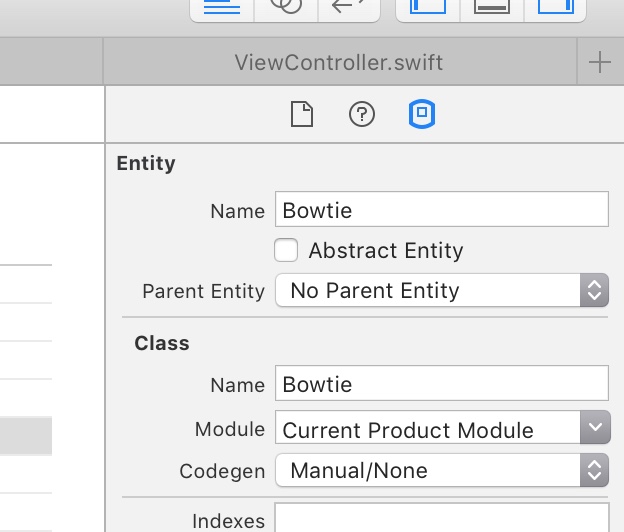 ViewController.swift
Entity
Name Bowtie
Abstract Entity
Parent Entity No Parent Entity
Class
Name Bowtie
Module Current Product Module
Codegen Manual/None
Indexes